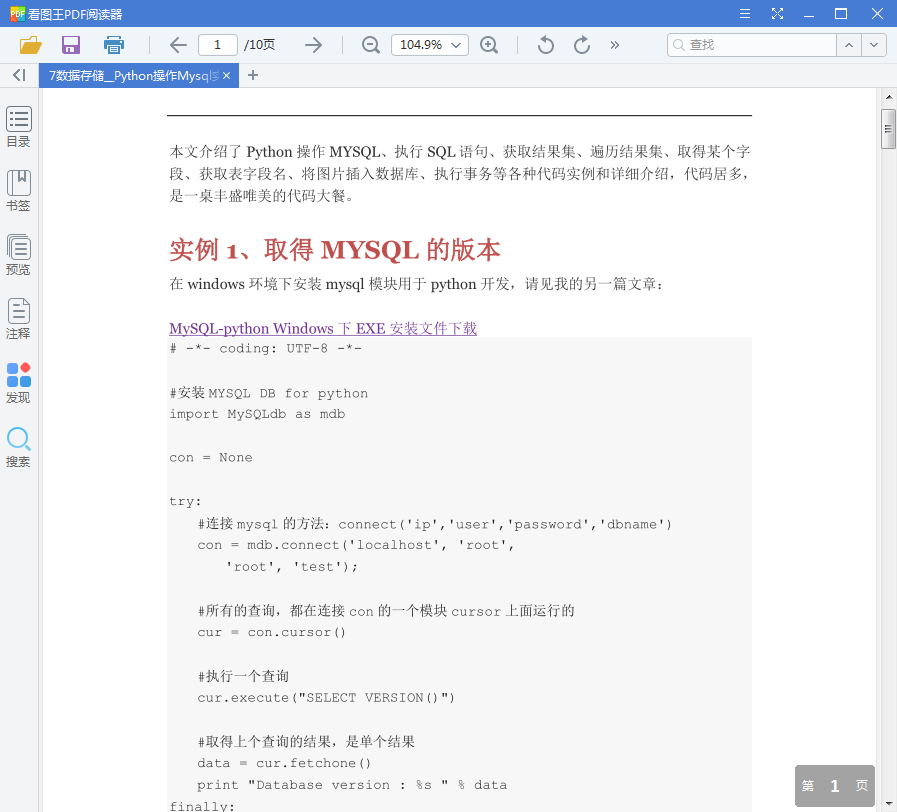 看图王PDF阅读器
1 /10页 104.9% 查找
7数据存储__Python操作Mysql
目录
书签
预览
注释
发现
搜索
本文介绍了 Python 操作 MYSQL、执行 SQL 语句、获取结果集、遍历结果集、取得某个字
段、获取表字段名、将图片插入数据库、执行事务等各种代码实例和详细介绍，代码居多，
是一桌丰盛唯美的代码大餐。
实例 1、取得 MYSQL 的版本
在 windows 环境下安装 mysql 模块用于 python 开发，请见我的另一篇文章：
MySQL-python Windows 下 EXE 安装文件下载
# -*- coding: UTF-8 -*-
#安装 MYSQL DB for python
import MySQLdb as mdb
con = None
try:
#连接 mysql 的方法：connect('ip','user','password','dbname')
con = mdb.connect('localhost', 'root',
'root', 'test');
#所有的查询，都在连接 con 的一个模块 cursor 上面运行的
cur = con.cursor()
#执行一个查询
cur.execute("SELECT VERSION()")
#取得上个查询的结果，是单个结果
data = cur.fetchone()
print "Database version : %s " % data
finally:
第 1 页